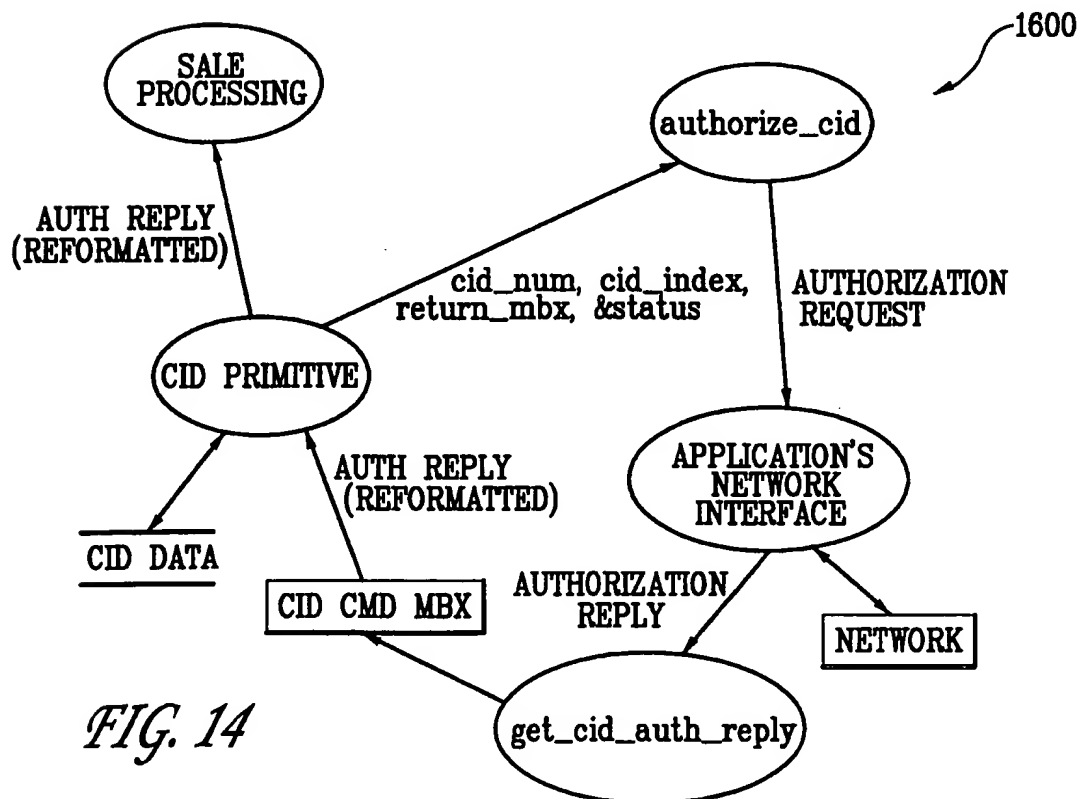 1600
SALE
PROCESSING
authorize_cid
AUTH REPLY
(REFORMATTED)
cid_num, cid_index,
return_mbx, &status
AUTHORIZATION
REQUEST
CID PRIMITIVE
AUTH REPLY
(REFORMATTED)
APPLICATION'S
NETWORK
INTERFACE
CID DATA
CID CMD MBX
AUTHORIZATION
REPLY
NETWORK
get_cid_auth_reply
FIG. 14